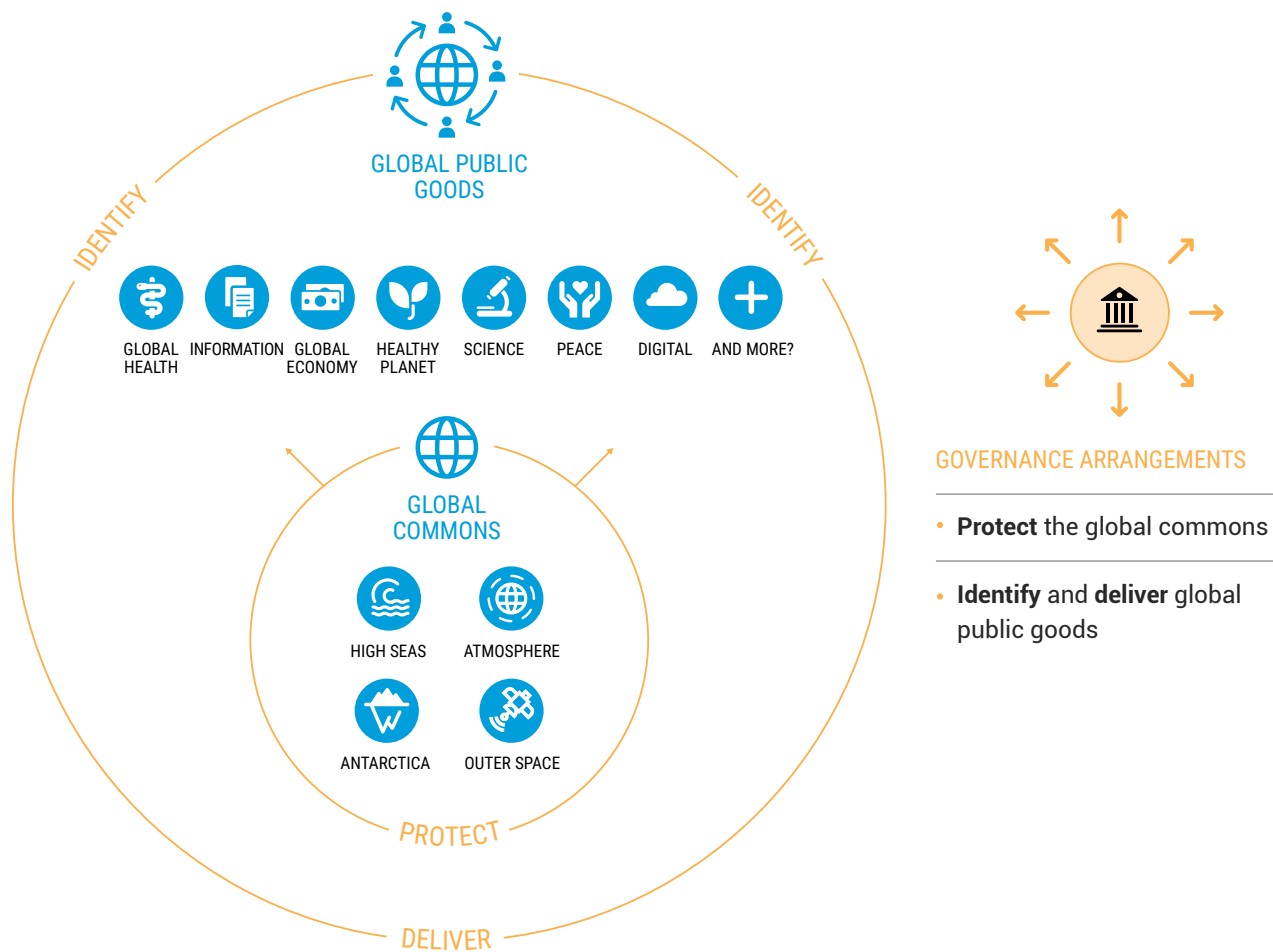 GLOBAL PUBLIC
GOODS
IDENTIFY
IDENTIFY
GLOBAL
HEALTH
INFORMATION
GLOBAL
ECONOMY
HEALTHY
PLANET
SCIENCE
PEACE
DIGITAL
AND MORE?
GLOBAL
COMMONS
HIGH SEAS
ATMOSPHERE
ANTARCTICA
OUTER SPACE
PROTECT
DELIVER
GOVERNANCE ARRANGEMENTS
• Protect the global commons
• Identify and deliver global
public goods